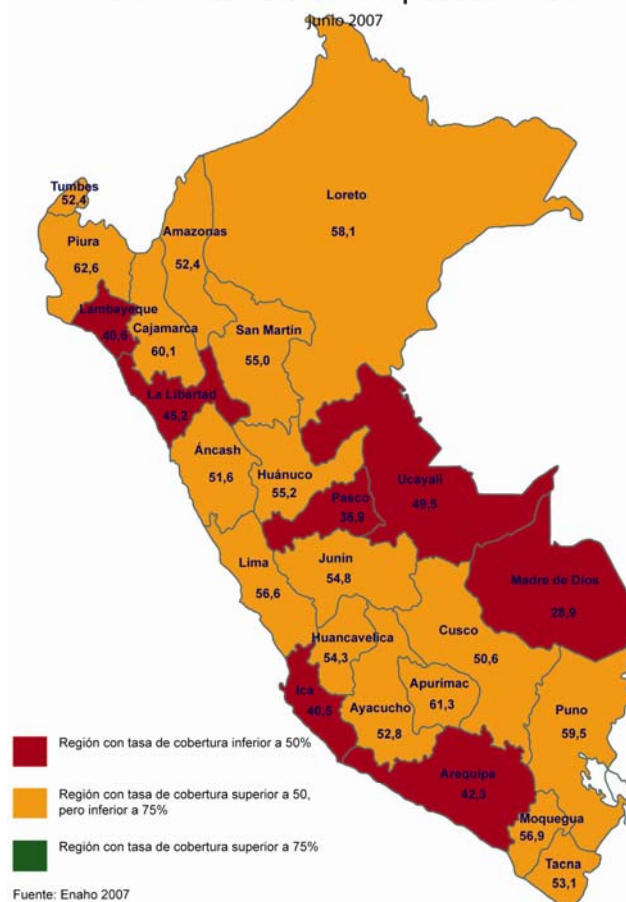 junio 2007
Tumbes
52,4
Loreto
58,1
Amazonas
52,4
Piura
62,6
Lambayeque
40,6
Cajamarca
60,1
San Martín
55,0
La Libertad
45,2
Áncash
51,6
Huánuco
55,2
Ucayali
49,5
Pasco
36,9
Lima
56,6
Junín
54,8
Madre de Dios
28,9
Huancavelica
54,3
Cusco
50,6
Ica
40,5
Ayacucho
52,8
Apurímac
61,3
Puno
59,5
Arequipa
42,3
Moquegua
56,9
Tacna
53,1
Región con tasa de cobertura inferior a 50%
Región con tasa de cobertura superior a 50,
pero inferior a 75%
Región con tasa de cobertura superior a 75%
Fuente: Enaho 2007